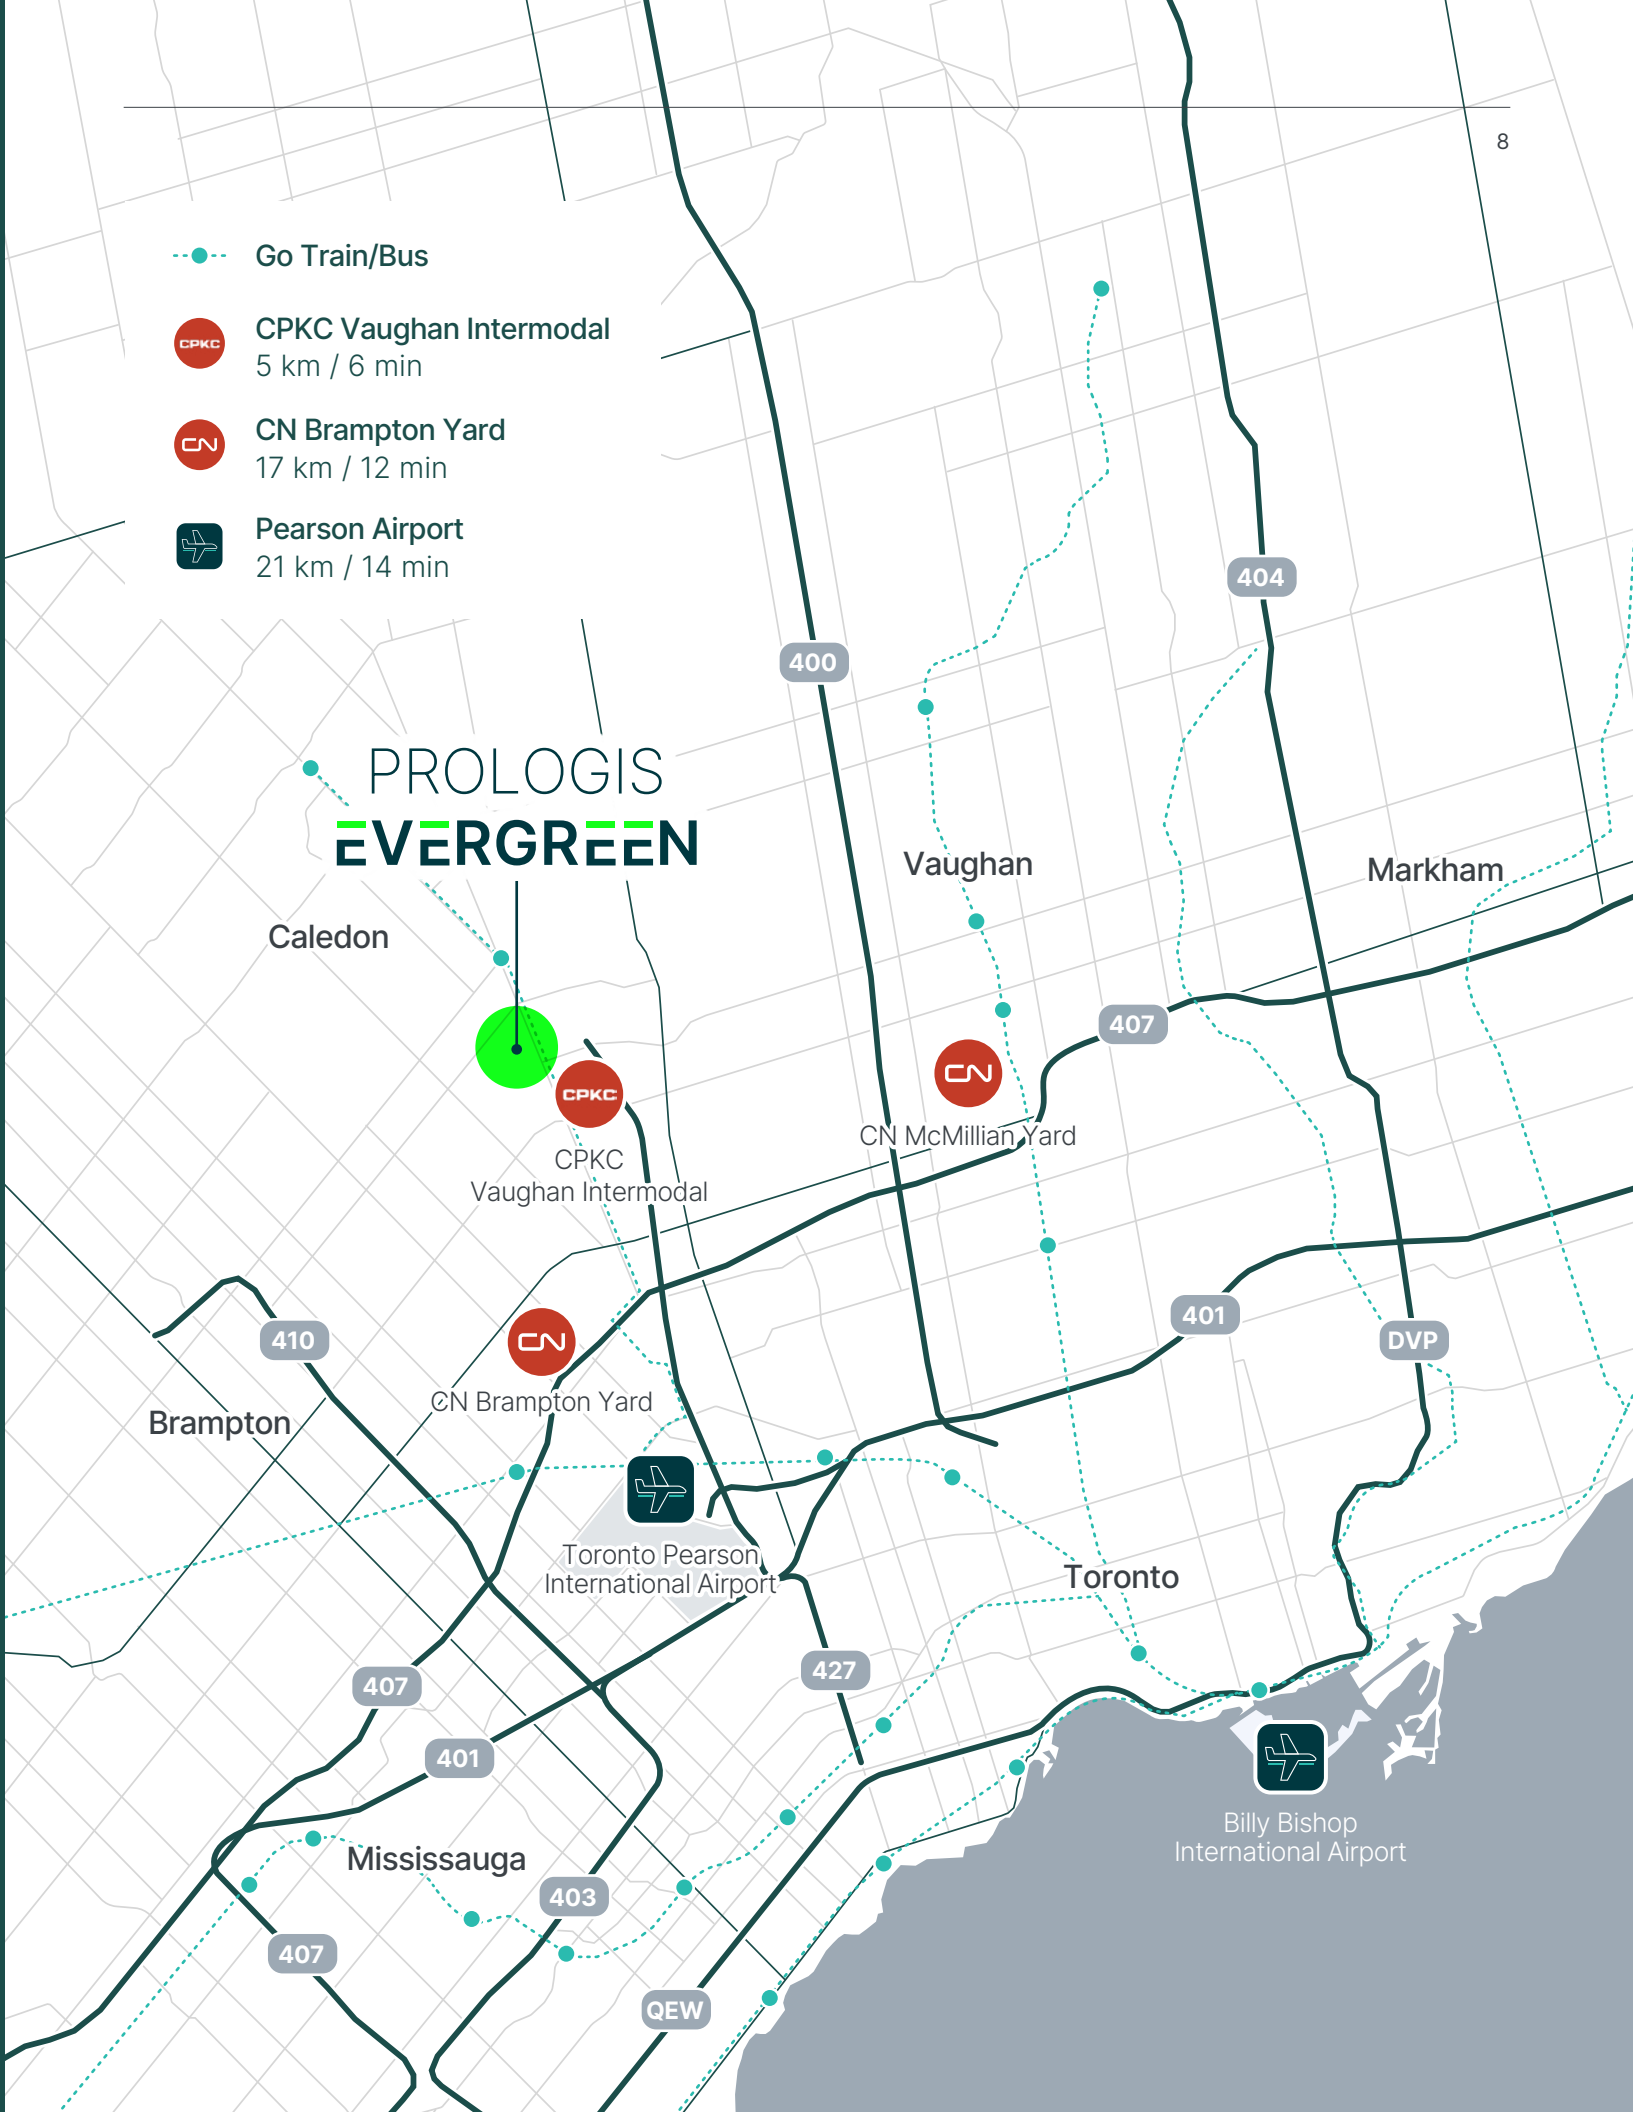 8
Go Train/Bus
CPKC
CPKC Vaughan Intermodal
5 km / 6 min
CN
CN Brampton Yard
17 km / 12 min
Pearson Airport
21 km / 14 min
404
400
PROLOGIS
EVERGREEN
Vaughan
Markham
Caledon
407
CN
CPKC
CN McMillian Yard
CPKC
Vaughan Intermodal
401
410
CN
DVP
CN Brampton Yard
Brampton
Toronto Pearson
International Airport
Toronto
427
407
401
Billy Bishop
International Airport
Mississauga
403
407
QEW